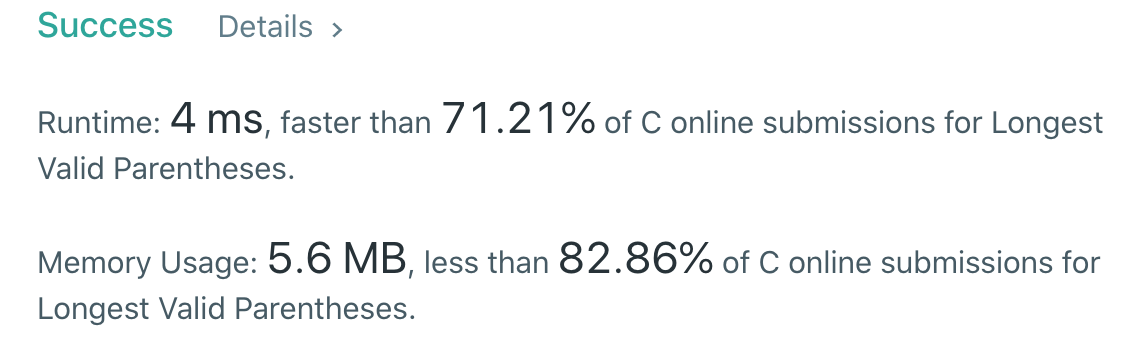 Success Details >
Runtime: 4 ms, faster than 71.21% of C online submissions for Longest
Valid Parentheses.
Memory Usage: 5.6 MB, less than 82.86% of C online submissions for
Longest Valid Parentheses.